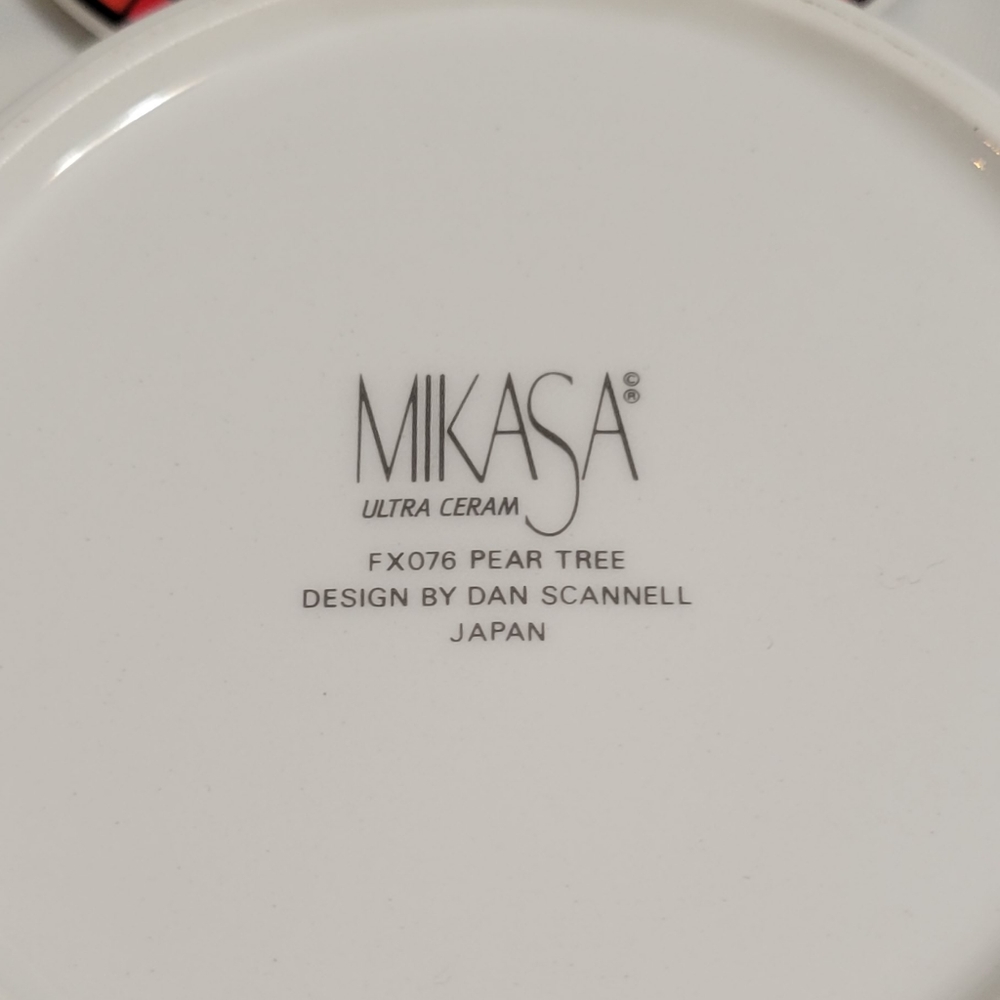 MIKASA©®
ULTRA CERAM
FX076 PEAR TREE
DESIGN BY DAN SCANNELL
JAPAN